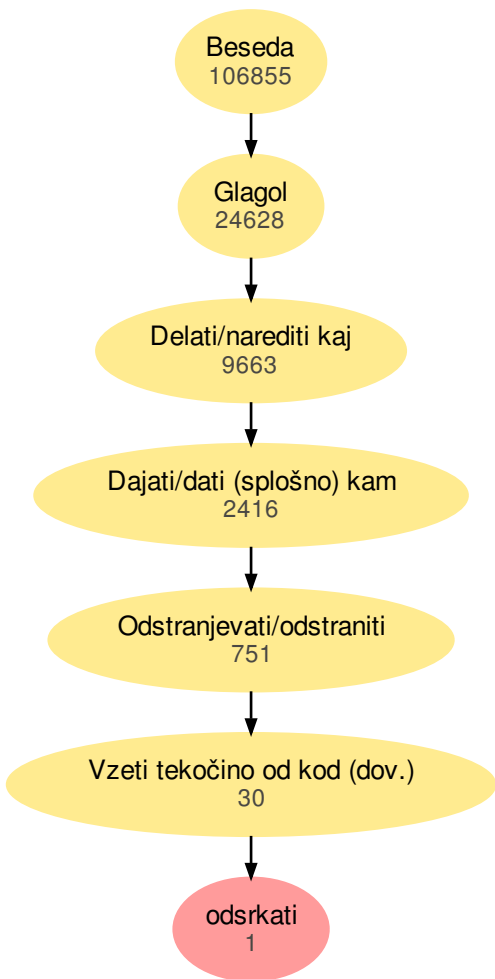 Beseda
106855
Glagol
24628
Delati/narediti kaj
9663
Dajati/dati (splošno) kam
2416
Odstranjevati/odstraniti
751
Vzeti tekočino od kod (dov.)
30
odsrkati
1